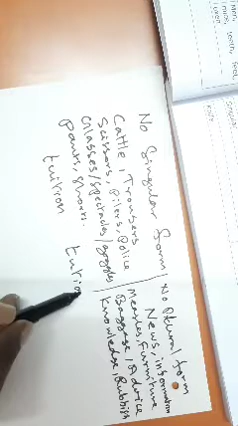 No Singular form | No Plural form
Cattle, Trousers | News, information
Scissors, Pliers, Police | Measles, Furniture
Glasses/Spectacles/goggles | Baggage, Advice
Pants, Shorts. | Knowledge, Rubbish
tuition tutio